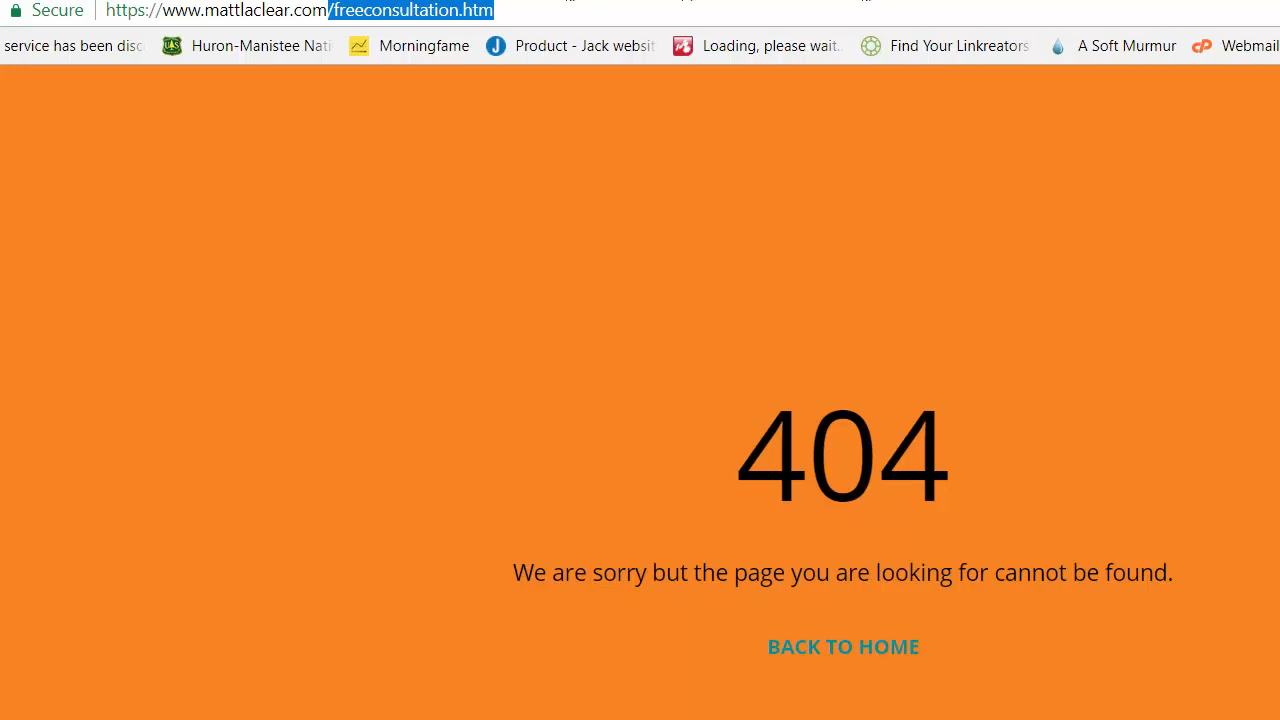 Secure https://www.mattlaclear.com/freeconsultation.htm
service has been disc Huron-Manistee Nati Morningfame Product - Jack websit Loading, please wait. Find Your Linkreators A Soft Murmur cP Webmail
404
We are sorry but the page you are looking for cannot be found.
BACK TO HOME